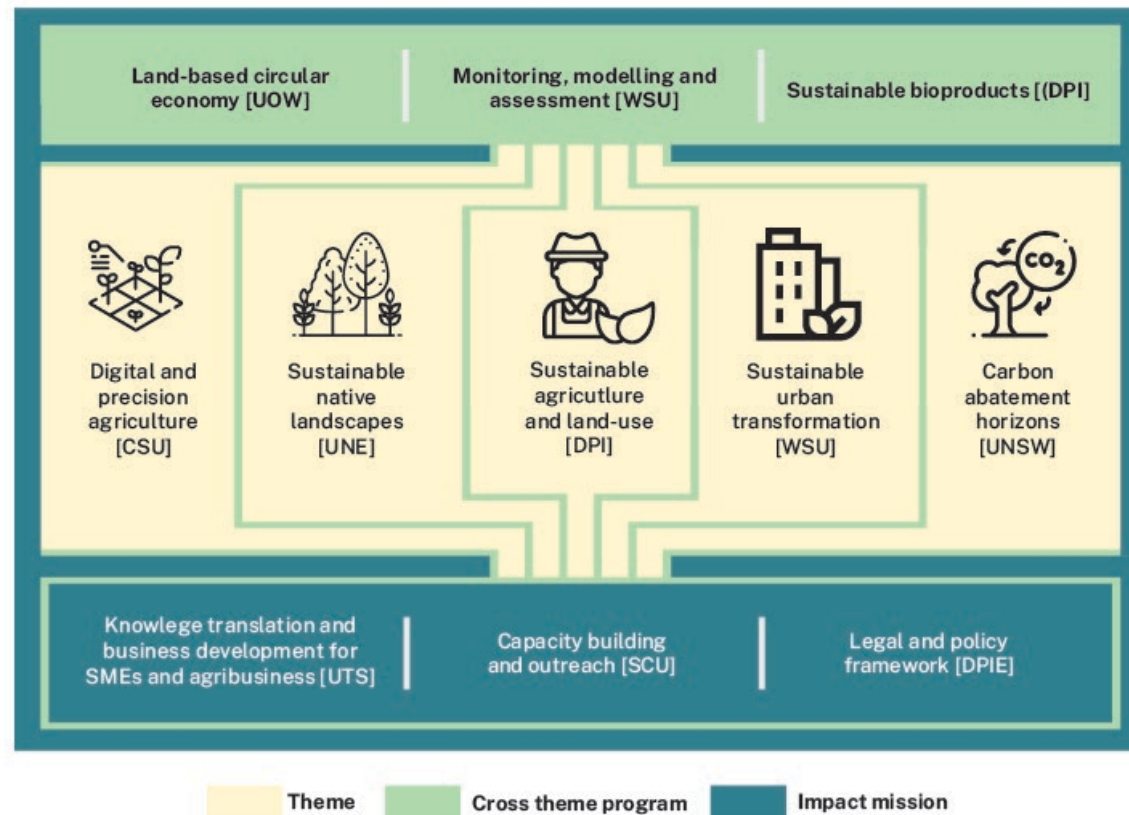 Land-based circular
economy [UOW]
Monitoring, modelling and
assessment [WSU]
Sustainable bioproducts [(DPI]
CO2
Digital and
precision
agriculture
[CSU]
Sustainable
native
landscapes
[UNE]
Sustainable
agricutlure
and land-use
[DPI]
Sustainable
urban
transformation
[WSU]
Carbon
abatement
horizons
[UNSW]
Knowlege translation and
business development for
SMEs and agribusiness [UTS]
Capacity building
and outreach [SCU]
Legal and policy
framework [DPIE]
Theme
Cross theme program
Impact mission